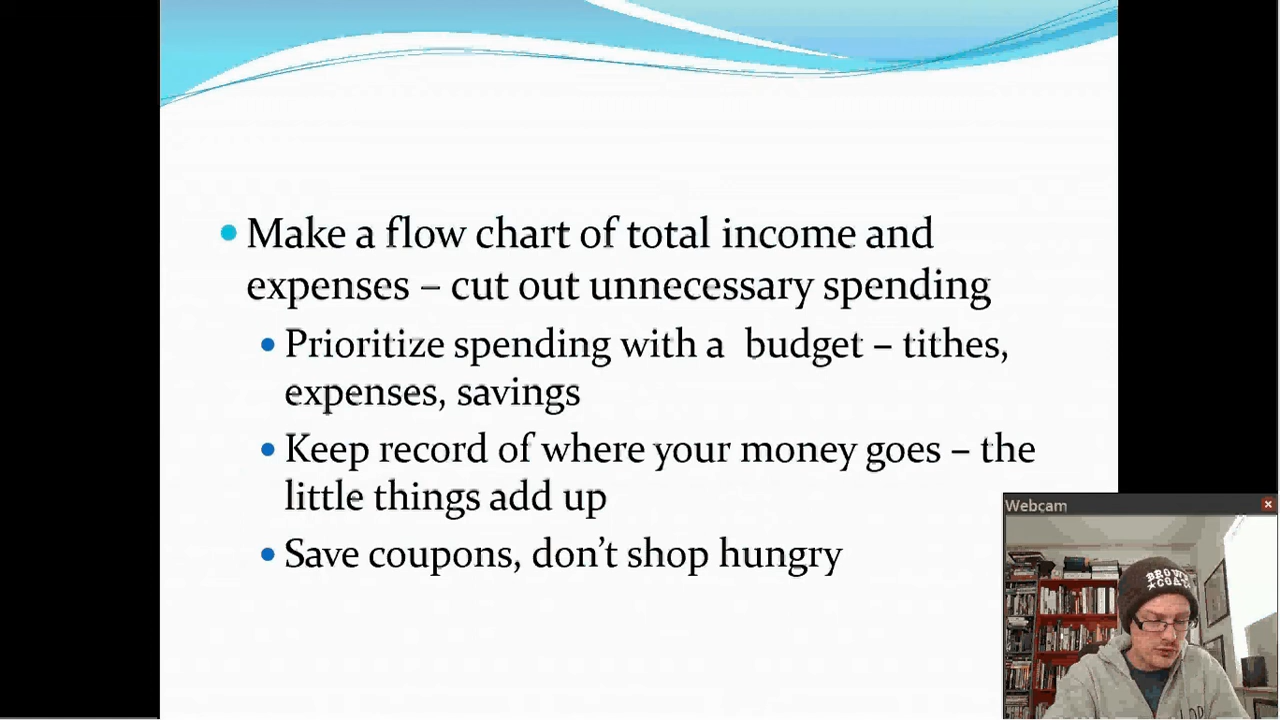 • Make a flow chart of total income and
expenses – cut out unnecessary spending
• Prioritize spending with a  budget – tithes,
expenses, savings
• Keep record of where your money goes – the
little things add up
• Save coupons, don’t shop hungry
Webcam